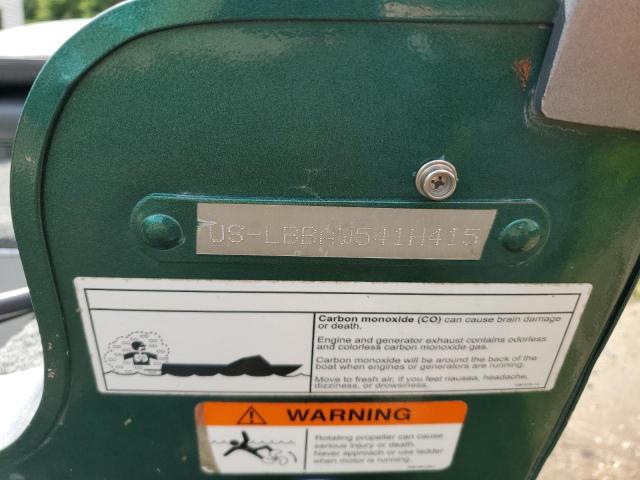 US-LBBAW541H415
Carbon monoxide (CO) can cause brain damage
or death.
Engine and generator exhaust contains odorless
and colorless carbon monoxide gas.
Carbon monoxide will be around the back of the
boat when engines or generators are running.
Move to fresh air, if you feel nausea, headache,
dizziness, or drowsiness.
WARNING
Rotating propeller can cause
serious injury or death.
Never approach or use ladder
when motor is running.